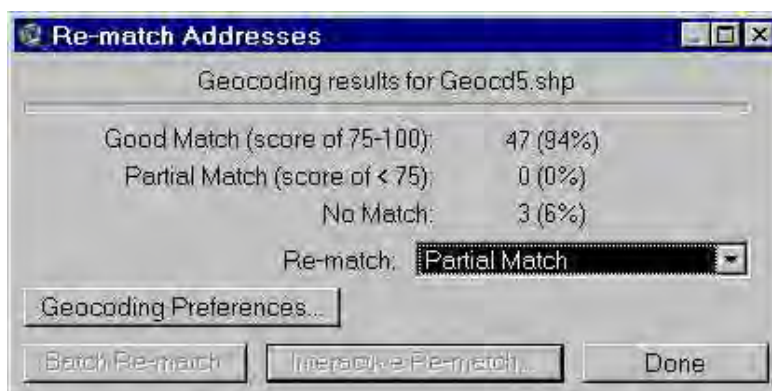 Re-match Addresses
Geocoding results for Geocd5.shp
Good Match (score of 75-100): 47 (94%)
Partial Match (score of < 75): 0 (0%)
No Match: 3 (6%)
Re-match: Partial Match
Geocoding Preferences...
Batch Re-match Interactive Re-match... Done